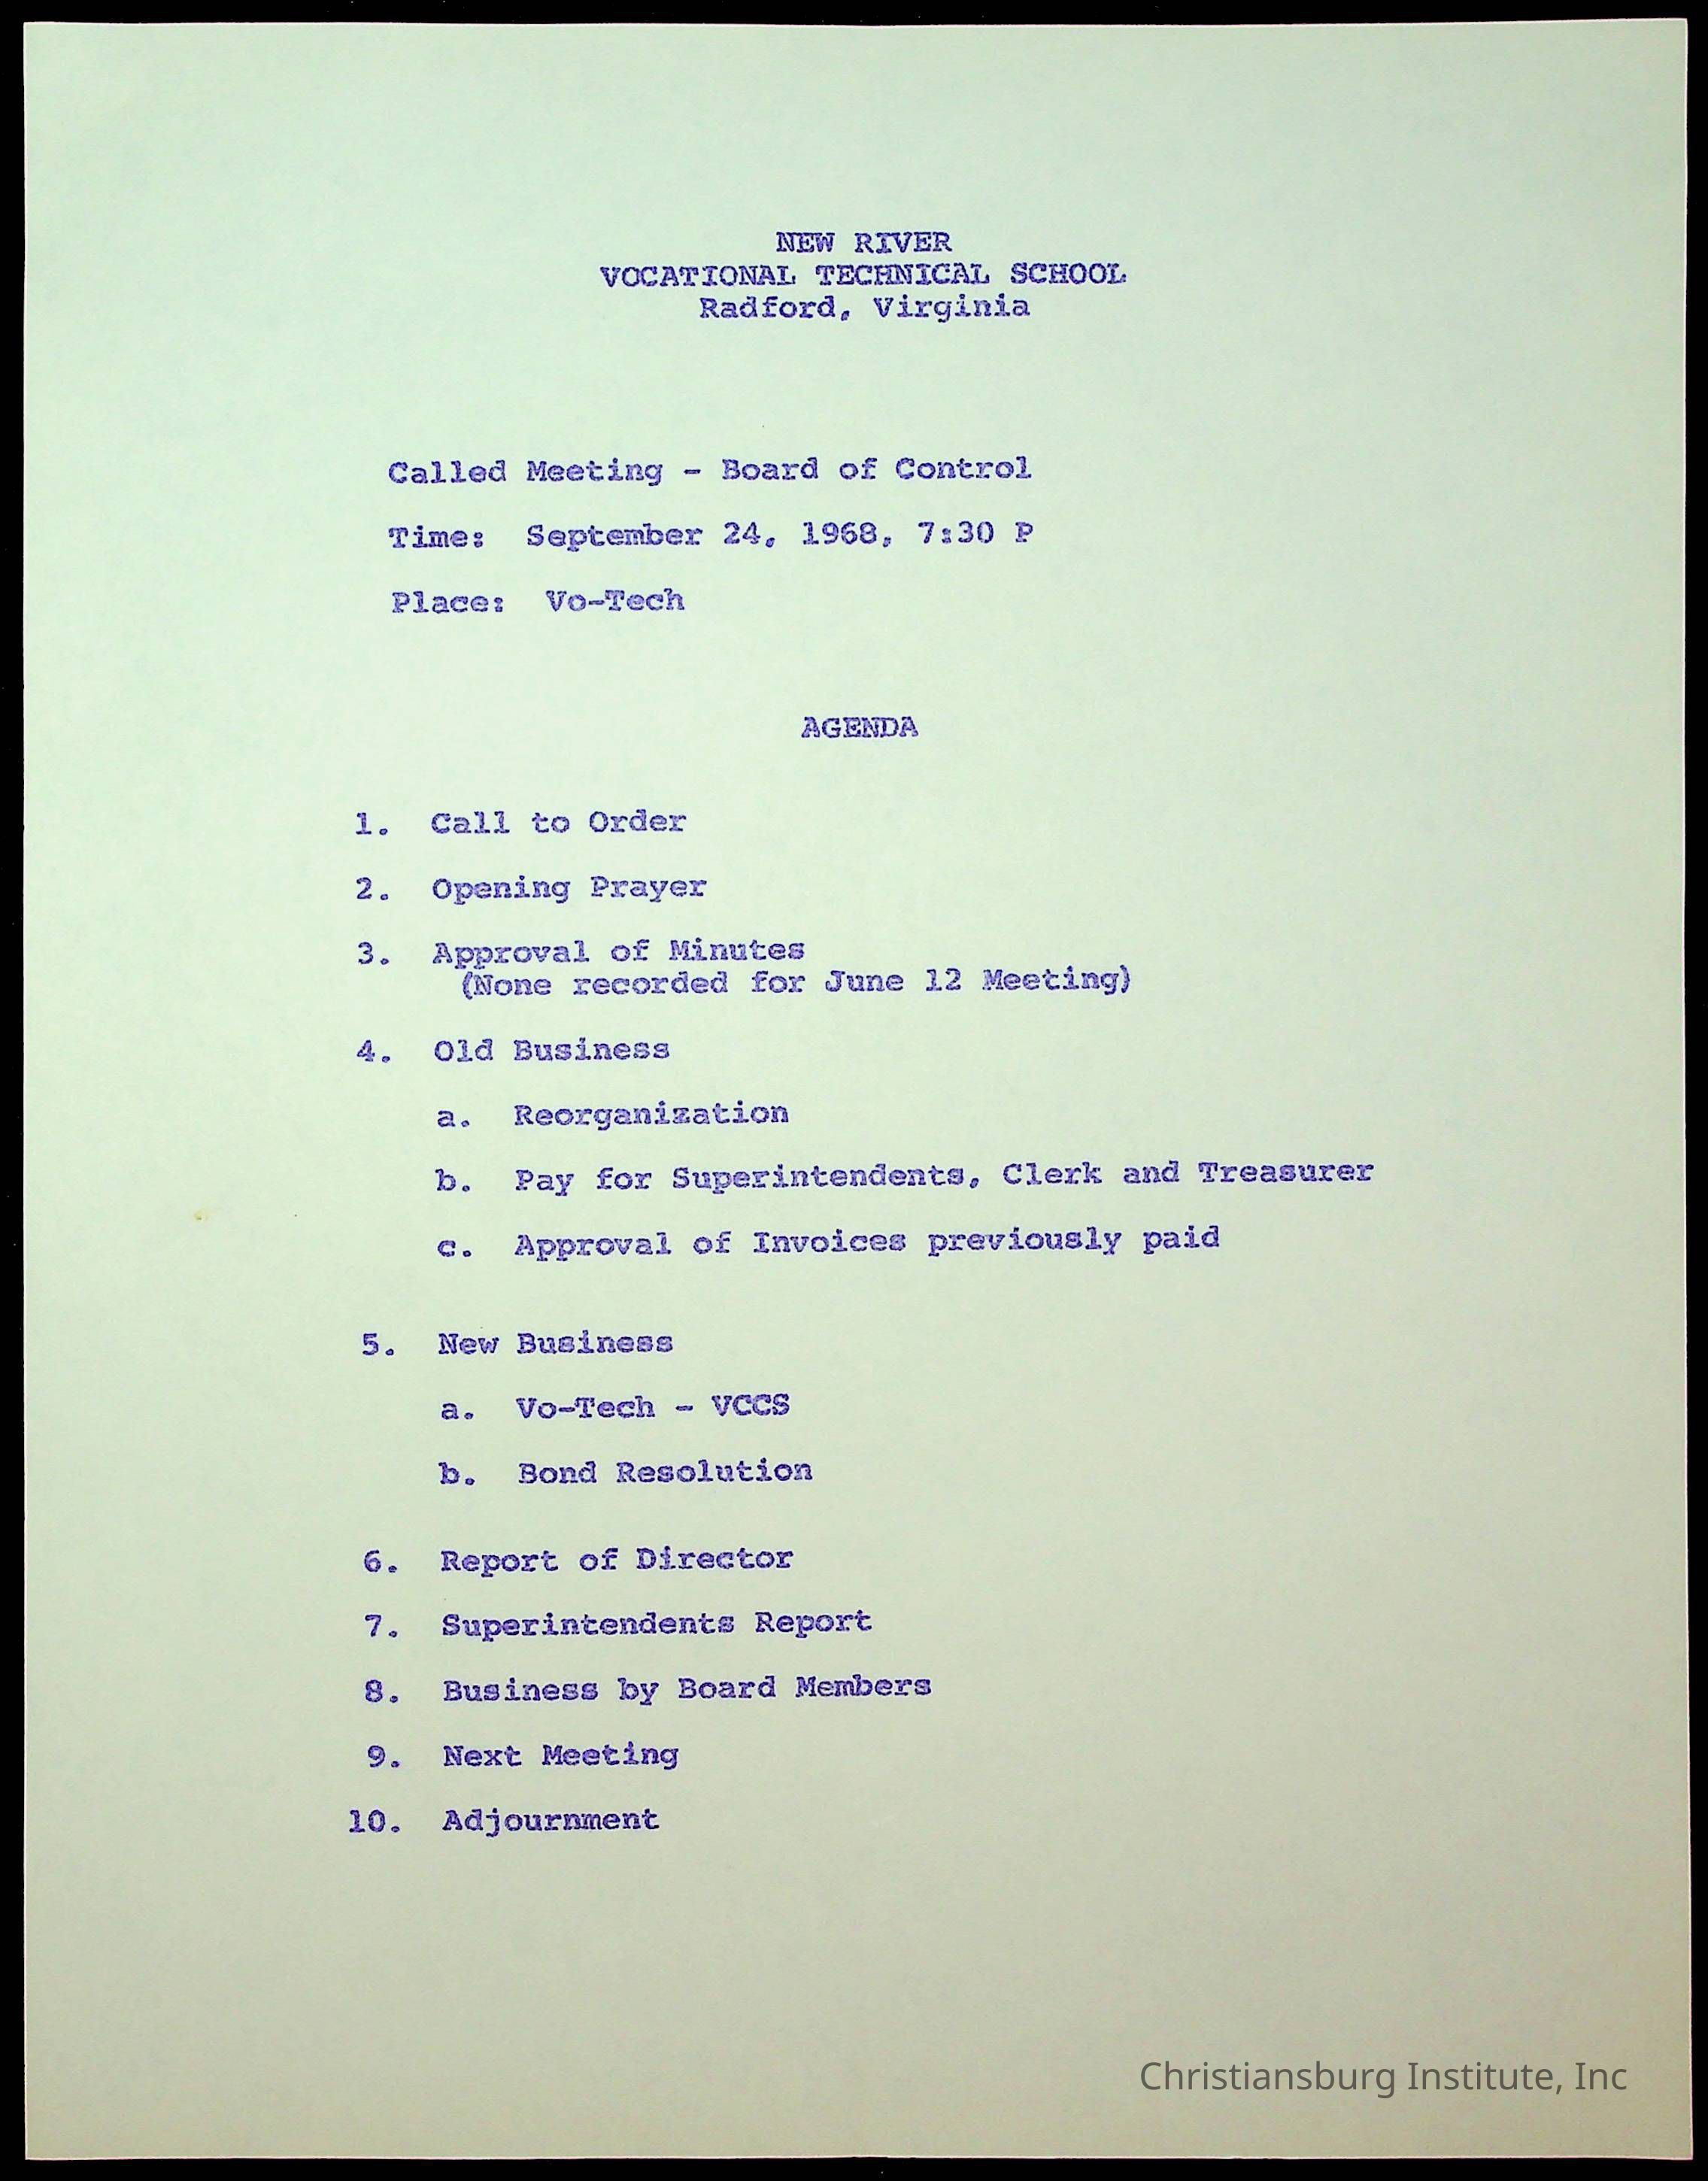 NEW RIVER
VOCATIONAL TECHNICAL SCHOOL
Radford, Virginia
Called Meeting - Board of Control
Time: September 24, 1968, 7:30 P
Place: Vo-Tech
AGENDA
1. Call to Order
2. Opening Prayer
3. Approval of Minutes
(None recorded for June 12 Meeting)
4. Old Business
a. Reorganization
b. Pay for Superintendents, Clerk and Treasurer
c. Approval of Invoices previously paid
5. New Business
a. Vo-Tech - VCCS
b. Bond Resolution
6. Report of Director
7. Superintendents Report
8. Business by Board Members
9. Next Meeting
10. Adjournment
Christiansburg Institute, Inc